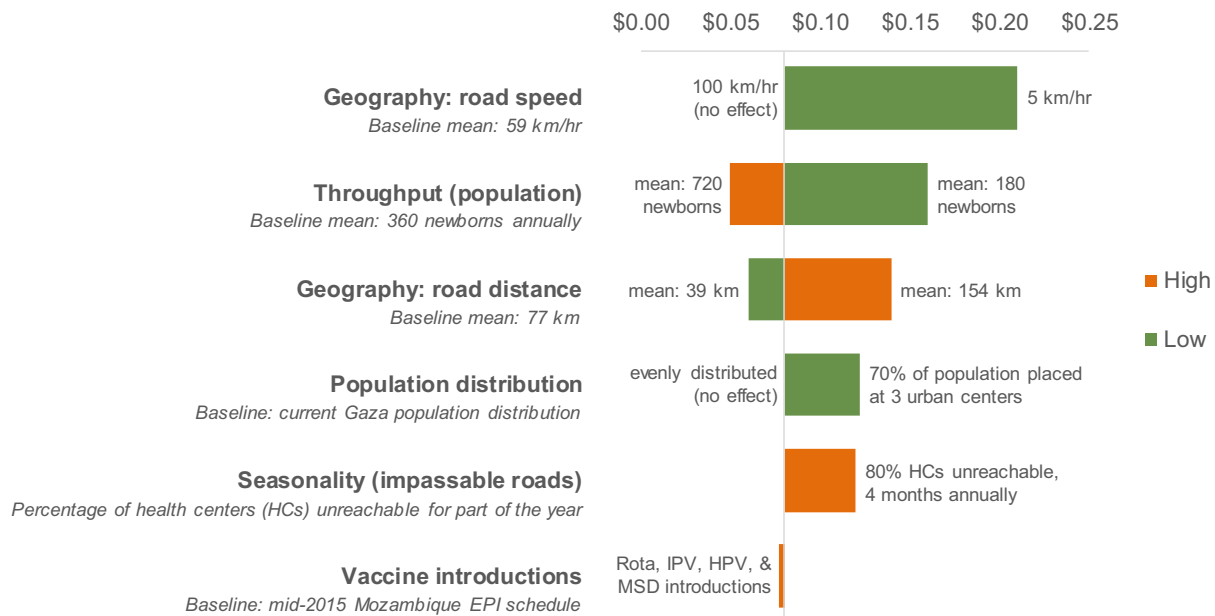 $0.00 $0.05 $0.10 $0.15 $0.20 $0.25
Geography: road speed
Baseline mean: 59 km/hr
100 km/hr
(no effect)
5 km/hr
Throughput (population)
Baseline mean: 360 newborns annually
mean: 720
newborns
mean: 180
newborns
Geography: road distance
Baseline mean: 77 km
mean: 39 km
mean: 154 km
High
Low
Population distribution
Baseline: current Gaza population distribution
evenly distributed
(no effect)
70% of population placed
at 3 urban centers
Seasonality (impassable roads)
Percentage of health centers (HCs) unreachable for part of the year
80% HCs unreachable,
4 months annually
Vaccine introductions
Baseline: mid-2015 Mozambique EPI schedule
Rota, IPV, HPV, &
MSD introductions